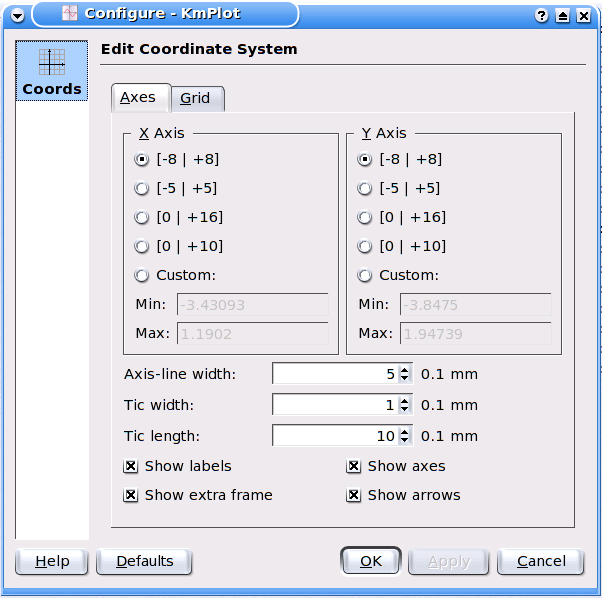 Configure - KmPlot
Coords
Edit Coordinate System
Axes Grid
X Axis
[-8 | +8]
[-5 | +5]
[0 | +16]
[0 | +10]
Custom:
Min: -3.43093
Max: 1.1902
Y Axis
[-8 | +8]
[-5 | +5]
[0 | +16]
[0 | +10]
Custom:
Min: -3.8475
Max: 1.94739
Axis-line width: 5 0.1 mm
Tic width: 1 0.1 mm
Tic length: 10 0.1 mm
Show labels Show axes
Show extra frame Show arrows
Help Defaults OK Apply Cancel